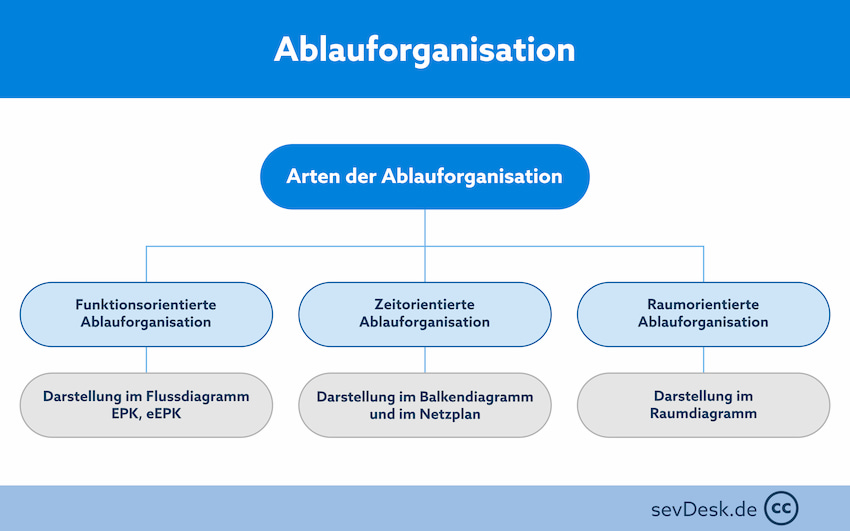 Ablauforganisation
Arten der Ablauforganisation
Funktionsorientierte
Ablauforganisation
Zeitorientierte
Ablauforganisation
Raumorientierte
Ablauforganisation
Darstellung im Flussdiagramm
EPK, eEPK
Darstellung im Balkendiagramm
und im Netzplan
Darstellung im
Raumdiagramm
sevDesk.de cc